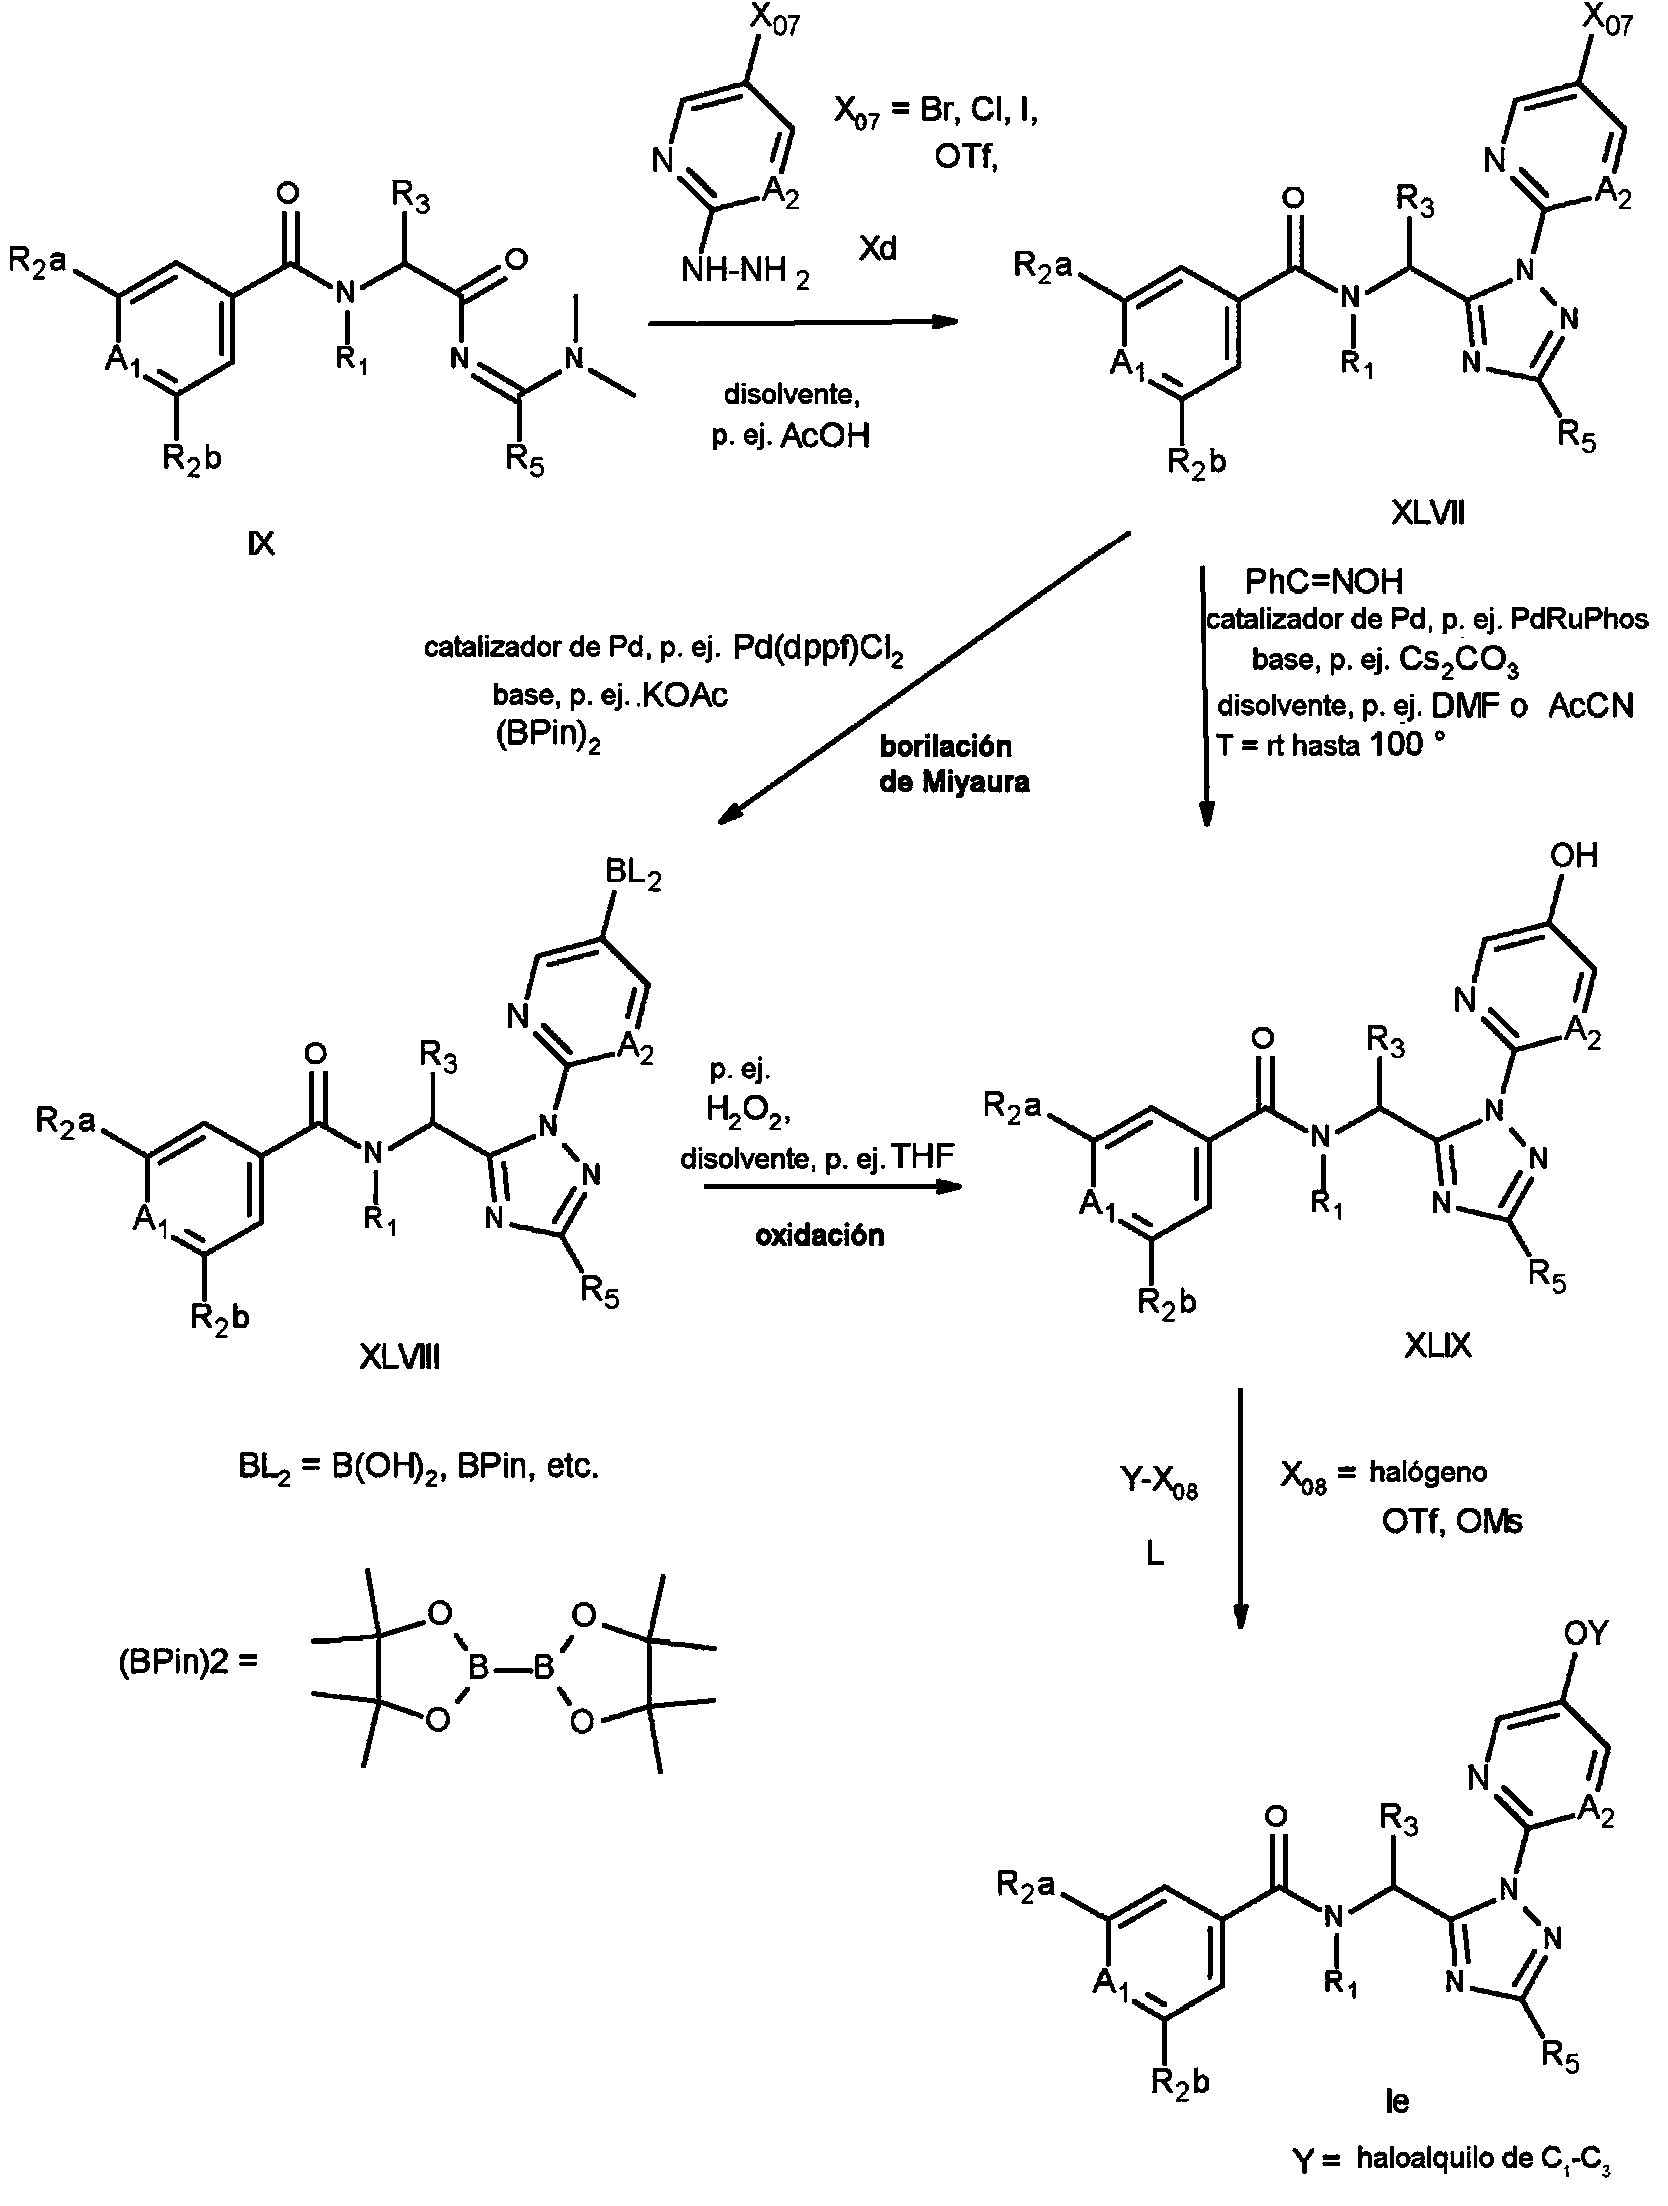 X07
X07 = Br, Cl, I,
OTf,
N
A2
NH-NH2
Xd
disolvente,
p. ej. AcOH
O
R3
R2a
O
N
R1
A1
N
N
R2b
R5
IX
X07
N
A2
O
R3
R2a
N
N
N
R1
A1
N
R5
R2b
XLVII
catalizador de Pd, p. ej. Pd(dppf)Cl2
base, p. ej. .KOAc
(BPin)2
borilación
de Miyaura
PhC=NOH
catalizador de Pd, p. ej. PdRuPhos
base, p. ej. Cs2CO3
disolvente, p. ej. DMF o AcCN
T = rt hasta 100 °
BL2
N
A2
O
R3
R2a
N
N
N
R1
A1
N
R5
R2b
XLVIII
p. ej.
H2O2,
disolvente, p. ej. THF
oxidación
OH
N
A2
O
R3
R2a
N
N
N
R1
A1
N
R5
R2b
XLIX
BL2 = B(OH)2, BPin, etc.
Y-X08
L
X08 = halógeno
OTf, OMs
(BPin)2 =
O
O
B
B
O
O
OY
N
A2
O
R3
R2a
N
N
N
R1
A1
N
R5
R2b
Ie
Y = haloalquilo de C1-C3